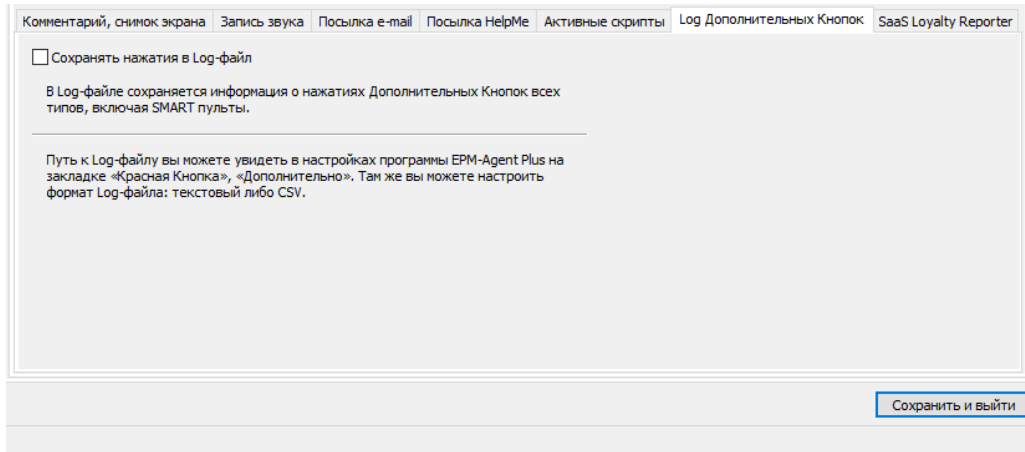 Комментарий, снимок экрана Запись звука Посылка e-mail Посылка HelpMe Активные скрипты Log Дополнительных Кнопок SaaS Loyalty Reporter
Сохранять нажатия в Log-файл
В Log-файле сохраняется информация о нажатиях Дополнительных Кнопок всех
типов, включая SMART пульты.
Путь к Log-файлу вы можете увидеть в настройках программы EPM-Agent Plus на
закладке «Красная Кнопка», «Дополнительно». Там же вы можете настроить
формат Log-файла: текстовый либо CSV.
Сохранить и выйти